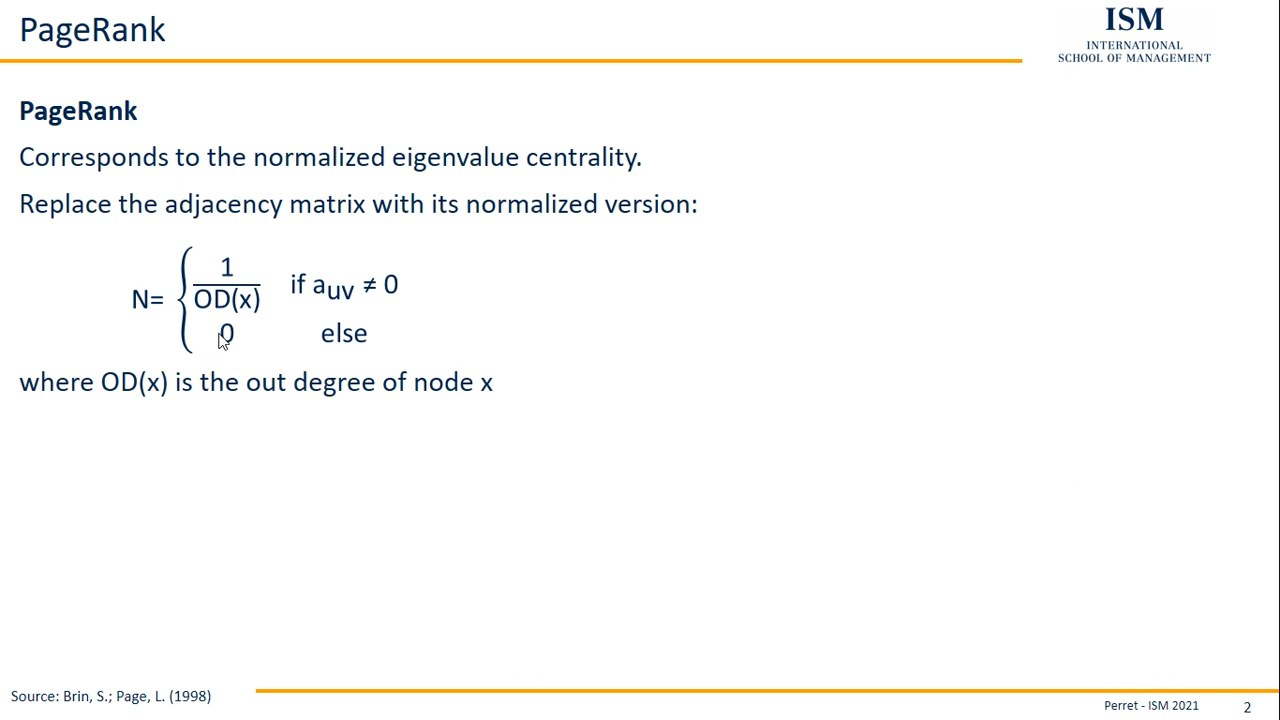 PageRank
ISM
INTERNATIONAL
SCHOOL OF MANAGEMENT
PageRank
Corresponds to the normalized eigenvalue centrality.
Replace the adjacency matrix with its normalized version:
1
N= OD(x) if auv ≠ 0
0 else
where OD(x) is the out degree of node x
Source: Brin, S.; Page, L. (1998)
Perret - ISM 2021 2